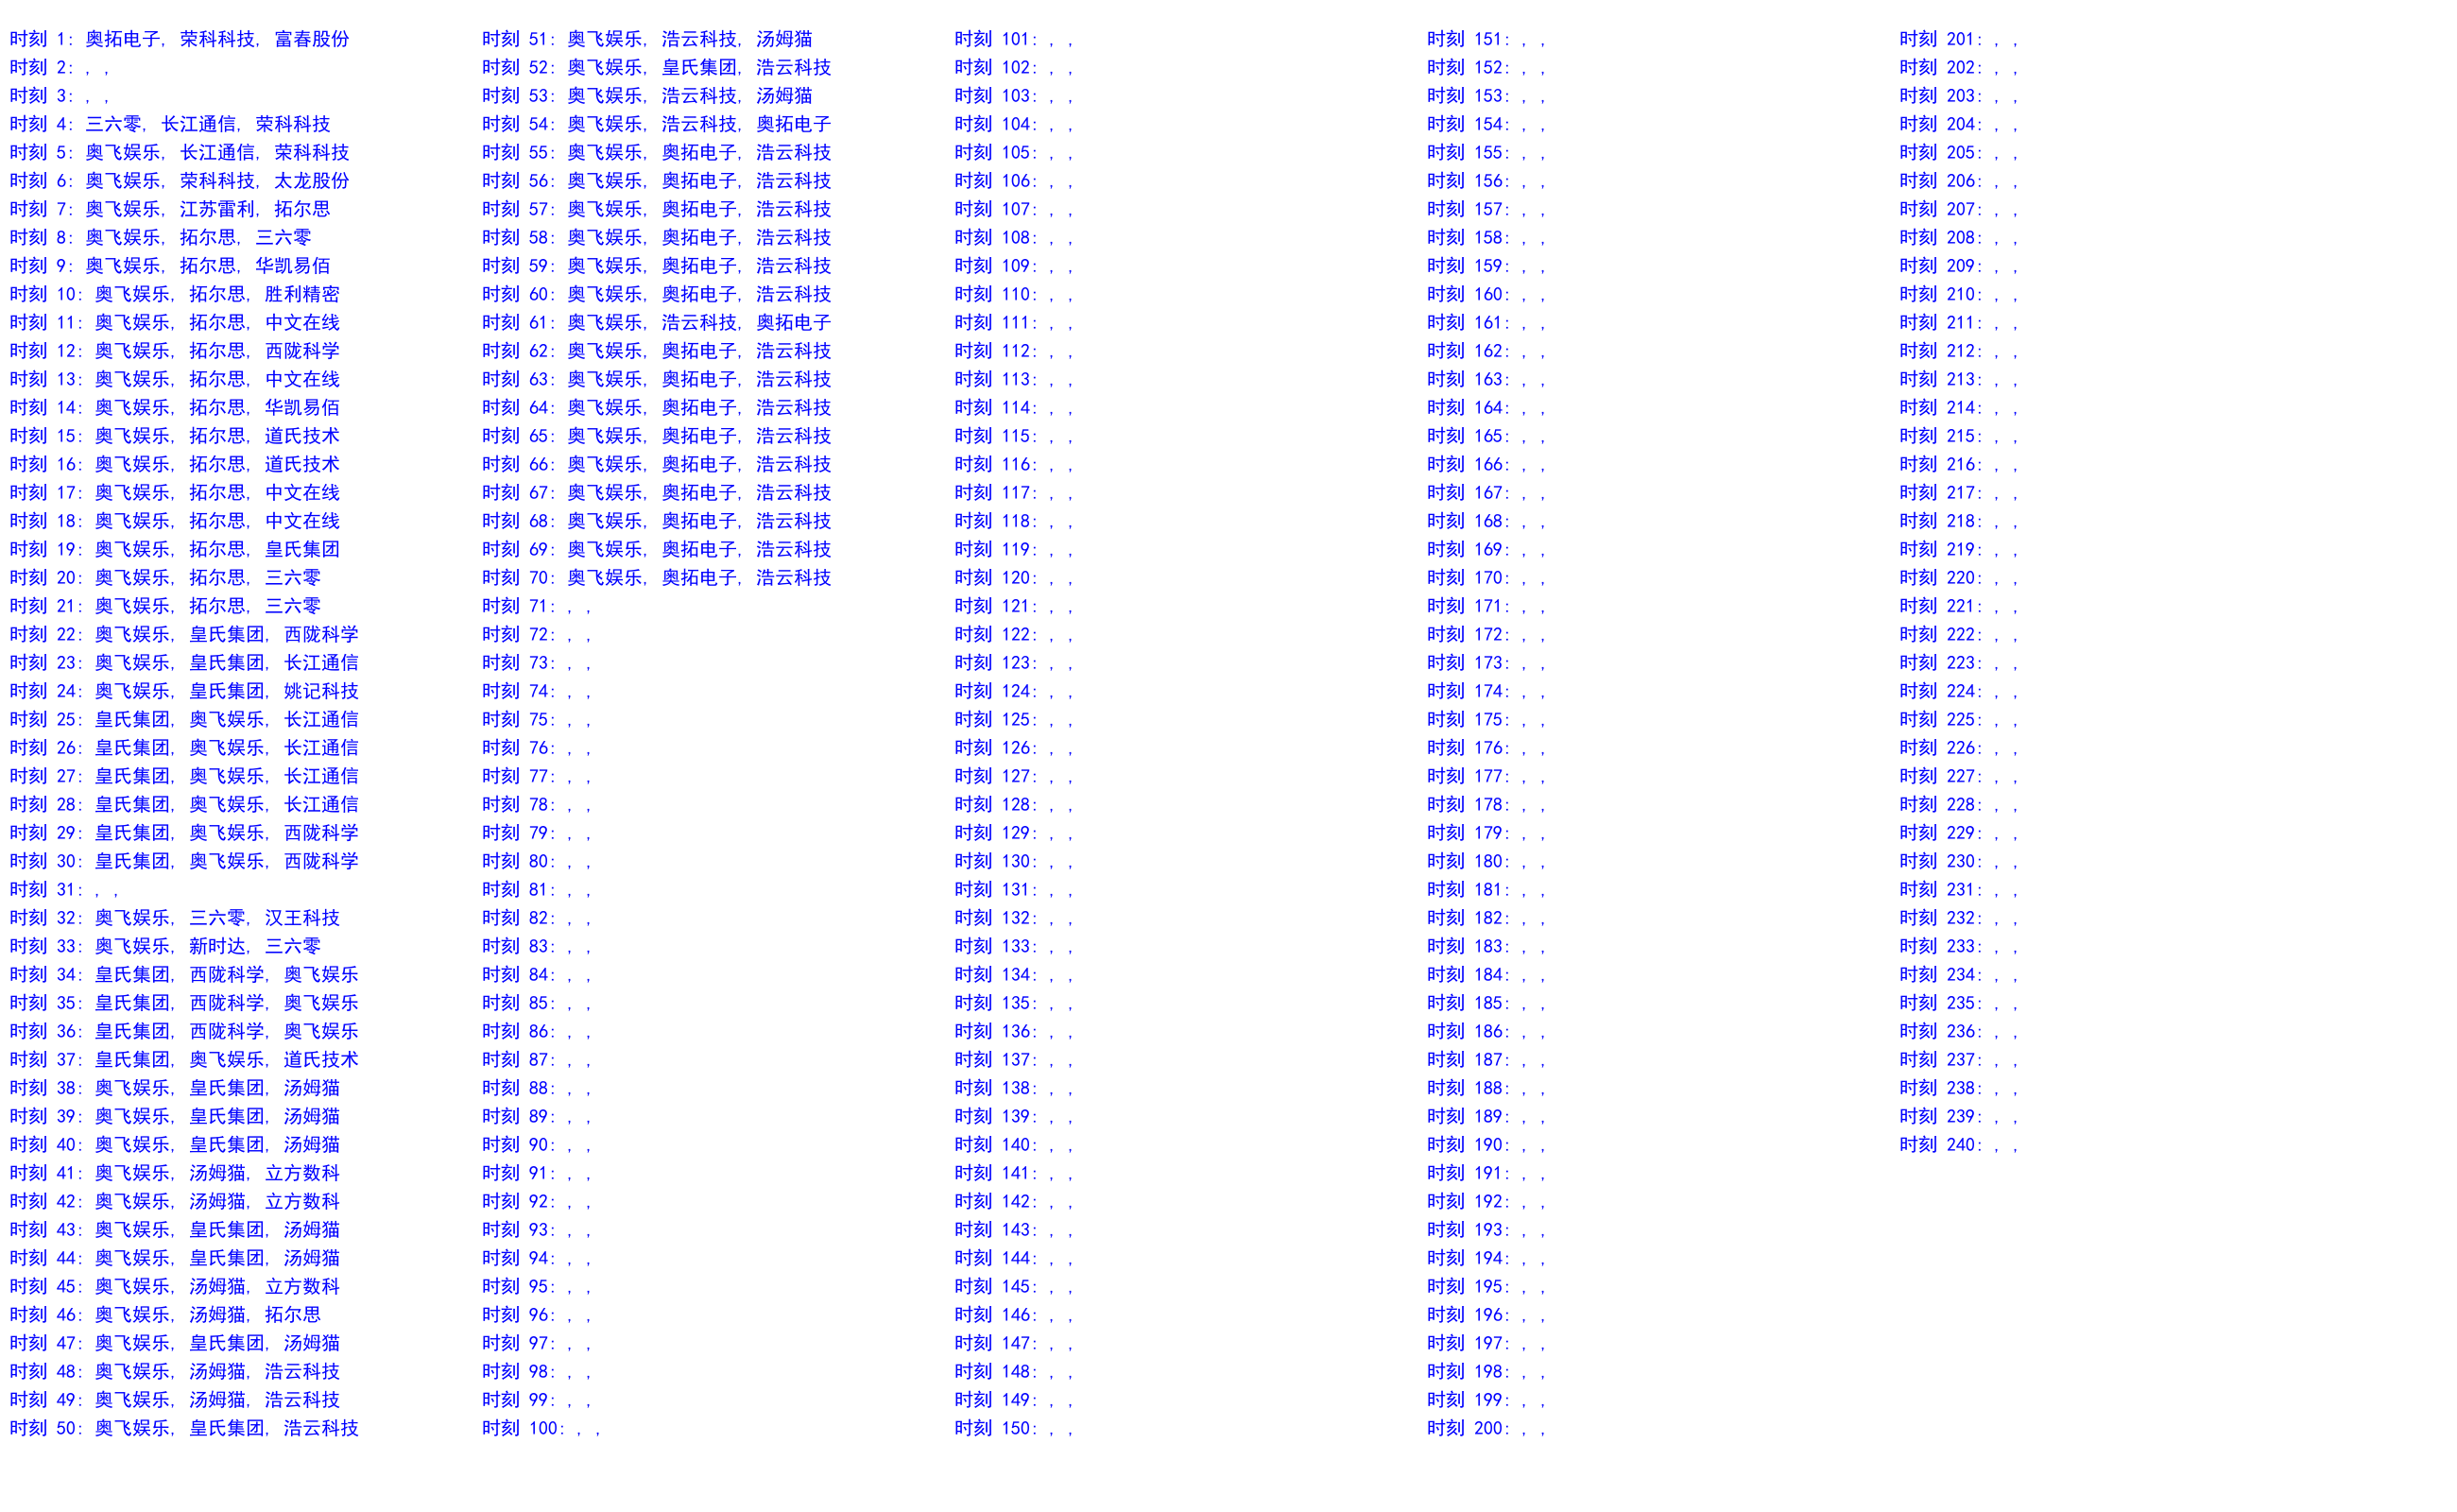 时刻 1: 奥拓电子, 荣科科技, 富春股份
时刻 2: , ,
时刻 3: , ,
时刻 4: 三六零, 长江通信, 荣科科技
时刻 5: 奥飞娱乐, 长江通信, 荣科科技
时刻 6: 奥飞娱乐, 荣科科技, 太龙股份
时刻 7: 奥飞娱乐, 江苏雷利, 拓尔思
时刻 8: 奥飞娱乐, 拓尔思, 三六零
时刻 9: 奥飞娱乐, 拓尔思, 华凯易佰
时刻 10: 奥飞娱乐, 拓尔思, 胜利精密
时刻 11: 奥飞娱乐, 拓尔思, 中文在线
时刻 12: 奥飞娱乐, 拓尔思, 西陇科学
时刻 13: 奥飞娱乐, 拓尔思, 中文在线
时刻 14: 奥飞娱乐, 拓尔思, 华凯易佰
时刻 15: 奥飞娱乐, 拓尔思, 道氏技术
时刻 16: 奥飞娱乐, 拓尔思, 道氏技术
时刻 17: 奥飞娱乐, 拓尔思, 中文在线
时刻 18: 奥飞娱乐, 拓尔思, 中文在线
时刻 19: 奥飞娱乐, 拓尔思, 皇氏集团
时刻 20: 奥飞娱乐, 拓尔思, 三六零
时刻 21: 奥飞娱乐, 拓尔思, 三六零
时刻 22: 奥飞娱乐, 皇氏集团, 西陇科学
时刻 23: 奥飞娱乐, 皇氏集团, 长江通信
时刻 24: 奥飞娱乐, 皇氏集团, 姚记科技
时刻 25: 皇氏集团, 奥飞娱乐, 长江通信
时刻 26: 皇氏集团, 奥飞娱乐, 长江通信
时刻 27: 皇氏集团, 奥飞娱乐, 长江通信
时刻 28: 皇氏集团, 奥飞娱乐, 长江通信
时刻 29: 皇氏集团, 奥飞娱乐, 西陇科学
时刻 30: 皇氏集团, 奥飞娱乐, 西陇科学
时刻 31: , ,
时刻 32: 奥飞娱乐, 三六零, 汉王科技
时刻 33: 奥飞娱乐, 新时达, 三六零
时刻 34: 皇氏集团, 西陇科学, 奥飞娱乐
时刻 35: 皇氏集团, 西陇科学, 奥飞娱乐
时刻 36: 皇氏集团, 西陇科学, 奥飞娱乐
时刻 37: 皇氏集团, 奥飞娱乐, 道氏技术
时刻 38: 奥飞娱乐, 皇氏集团, 汤姆猫
时刻 39: 奥飞娱乐, 皇氏集团, 汤姆猫
时刻 40: 奥飞娱乐, 皇氏集团, 汤姆猫
时刻 41: 奥飞娱乐, 汤姆猫, 立方数科
时刻 42: 奥飞娱乐, 汤姆猫, 立方数科
时刻 43: 奥飞娱乐, 皇氏集团, 汤姆猫
时刻 44: 奥飞娱乐, 皇氏集团, 汤姆猫
时刻 45: 奥飞娱乐, 汤姆猫, 立方数科
时刻 46: 奥飞娱乐, 汤姆猫, 拓尔思
时刻 47: 奥飞娱乐, 皇氏集团, 汤姆猫
时刻 48: 奥飞娱乐, 汤姆猫, 浩云科技
时刻 49: 奥飞娱乐, 汤姆猫, 浩云科技
时刻 50: 奥飞娱乐, 皇氏集团, 浩云科技
时刻 51: 奥飞娱乐, 浩云科技, 汤姆猫
时刻 52: 奥飞娱乐, 皇氏集团, 浩云科技
时刻 53: 奥飞娱乐, 浩云科技, 汤姆猫
时刻 54: 奥飞娱乐, 浩云科技, 奥拓电子
时刻 55: 奥飞娱乐, 奥拓电子, 浩云科技
时刻 56: 奥飞娱乐, 奥拓电子, 浩云科技
时刻 57: 奥飞娱乐, 奥拓电子, 浩云科技
时刻 58: 奥飞娱乐, 奥拓电子, 浩云科技
时刻 59: 奥飞娱乐, 奥拓电子, 浩云科技
时刻 60: 奥飞娱乐, 奥拓电子, 浩云科技
时刻 61: 奥飞娱乐, 浩云科技, 奥拓电子
时刻 62: 奥飞娱乐, 奥拓电子, 浩云科技
时刻 63: 奥飞娱乐, 奥拓电子, 浩云科技
时刻 64: 奥飞娱乐, 奥拓电子, 浩云科技
时刻 65: 奥飞娱乐, 奥拓电子, 浩云科技
时刻 66: 奥飞娱乐, 奥拓电子, 浩云科技
时刻 67: 奥飞娱乐, 奥拓电子, 浩云科技
时刻 68: 奥飞娱乐, 奥拓电子, 浩云科技
时刻 69: 奥飞娱乐, 奥拓电子, 浩云科技
时刻 70: 奥飞娱乐, 奥拓电子, 浩云科技
时刻 71: , ,
时刻 72: , ,
时刻 73: , ,
时刻 74: , ,
时刻 75: , ,
时刻 76: , ,
时刻 77: , ,
时刻 78: , ,
时刻 79: , ,
时刻 80: , ,
时刻 81: , ,
时刻 82: , ,
时刻 83: , ,
时刻 84: , ,
时刻 85: , ,
时刻 86: , ,
时刻 87: , ,
时刻 88: , ,
时刻 89: , ,
时刻 90: , ,
时刻 91: , ,
时刻 92: , ,
时刻 93: , ,
时刻 94: , ,
时刻 95: , ,
时刻 96: , ,
时刻 97: , ,
时刻 98: , ,
时刻 99: , ,
时刻 100: , ,
时刻 101: , ,
时刻 102: , ,
时刻 103: , ,
时刻 104: , ,
时刻 105: , ,
时刻 106: , ,
时刻 107: , ,
时刻 108: , ,
时刻 109: , ,
时刻 110: , ,
时刻 111: , ,
时刻 112: , ,
时刻 113: , ,
时刻 114: , ,
时刻 115: , ,
时刻 116: , ,
时刻 117: , ,
时刻 118: , ,
时刻 119: , ,
时刻 120: , ,
时刻 121: , ,
时刻 122: , ,
时刻 123: , ,
时刻 124: , ,
时刻 125: , ,
时刻 126: , ,
时刻 127: , ,
时刻 128: , ,
时刻 129: , ,
时刻 130: , ,
时刻 131: , ,
时刻 132: , ,
时刻 133: , ,
时刻 134: , ,
时刻 135: , ,
时刻 136: , ,
时刻 137: , ,
时刻 138: , ,
时刻 139: , ,
时刻 140: , ,
时刻 141: , ,
时刻 142: , ,
时刻 143: , ,
时刻 144: , ,
时刻 145: , ,
时刻 146: , ,
时刻 147: , ,
时刻 148: , ,
时刻 149: , ,
时刻 150: , ,
时刻 151: , ,
时刻 152: , ,
时刻 153: , ,
时刻 154: , ,
时刻 155: , ,
时刻 156: , ,
时刻 157: , ,
时刻 158: , ,
时刻 159: , ,
时刻 160: , ,
时刻 161: , ,
时刻 162: , ,
时刻 163: , ,
时刻 164: , ,
时刻 165: , ,
时刻 166: , ,
时刻 167: , ,
时刻 168: , ,
时刻 169: , ,
时刻 170: , ,
时刻 171: , ,
时刻 172: , ,
时刻 173: , ,
时刻 174: , ,
时刻 175: , ,
时刻 176: , ,
时刻 177: , ,
时刻 178: , ,
时刻 179: , ,
时刻 180: , ,
时刻 181: , ,
时刻 182: , ,
时刻 183: , ,
时刻 184: , ,
时刻 185: , ,
时刻 186: , ,
时刻 187: , ,
时刻 188: , ,
时刻 189: , ,
时刻 190: , ,
时刻 191: , ,
时刻 192: , ,
时刻 193: , ,
时刻 194: , ,
时刻 195: , ,
时刻 196: , ,
时刻 197: , ,
时刻 198: , ,
时刻 199: , ,
时刻 200: , ,
时刻 201: , ,
时刻 202: , ,
时刻 203: , ,
时刻 204: , ,
时刻 205: , ,
时刻 206: , ,
时刻 207: , ,
时刻 208: , ,
时刻 209: , ,
时刻 210: , ,
时刻 211: , ,
时刻 212: , ,
时刻 213: , ,
时刻 214: , ,
时刻 215: , ,
时刻 216: , ,
时刻 217: , ,
时刻 218: , ,
时刻 219: , ,
时刻 220: , ,
时刻 221: , ,
时刻 222: , ,
时刻 223: , ,
时刻 224: , ,
时刻 225: , ,
时刻 226: , ,
时刻 227: , ,
时刻 228: , ,
时刻 229: , ,
时刻 230: , ,
时刻 231: , ,
时刻 232: , ,
时刻 233: , ,
时刻 234: , ,
时刻 235: , ,
时刻 236: , ,
时刻 237: , ,
时刻 238: , ,
时刻 239: , ,
时刻 240: , ,